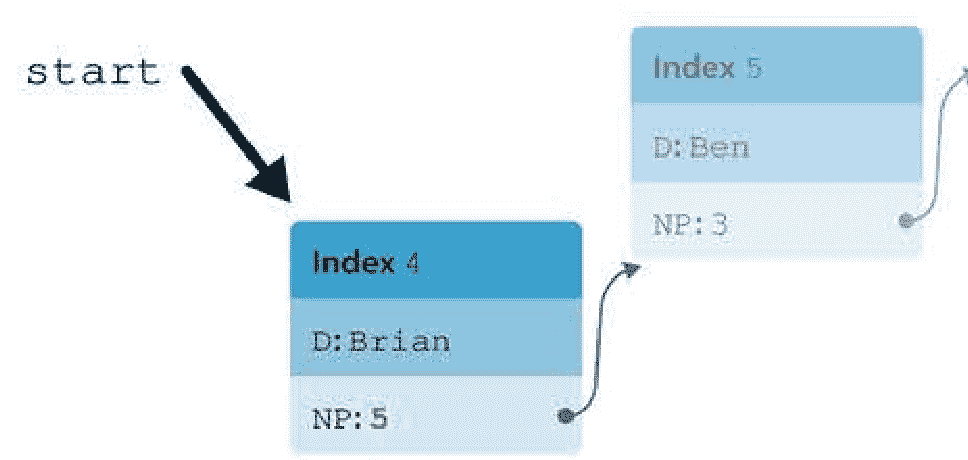 start
Index 5
D:Ben
NP:3
Index 4
D:Brian
NP:5